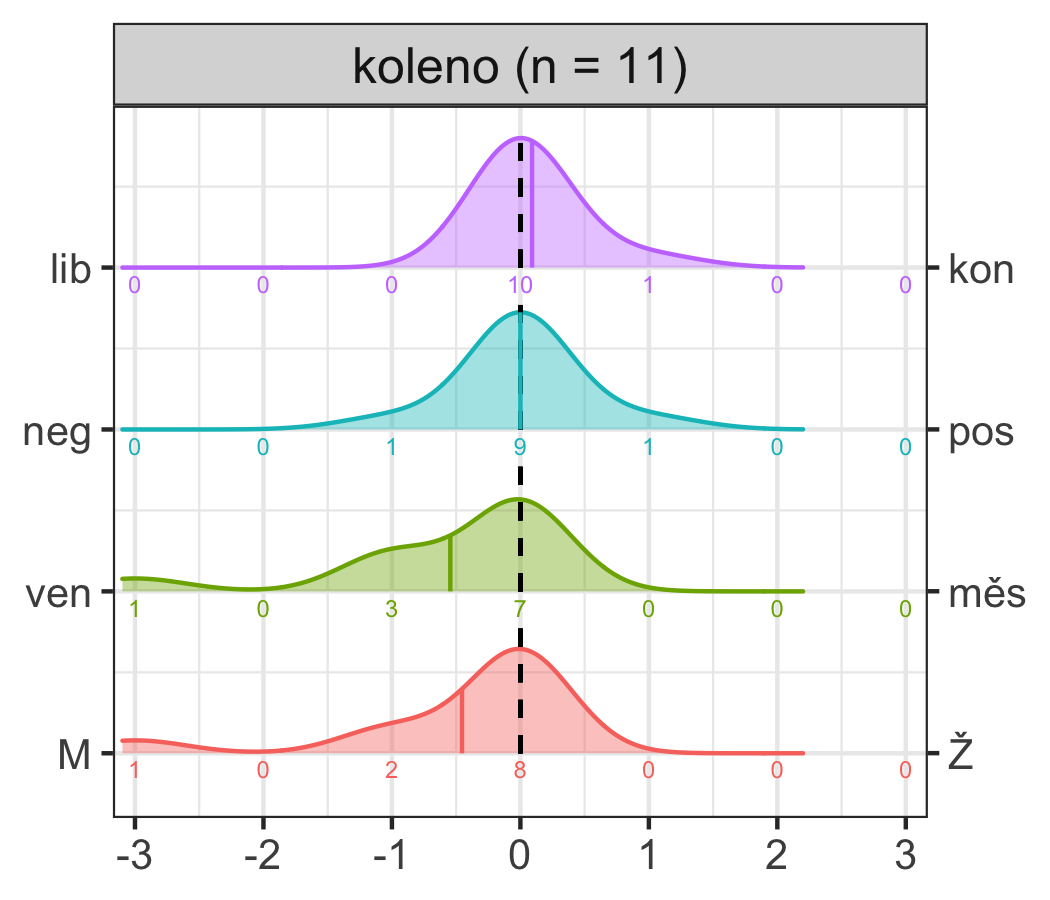 koleno (n = 11)
lib kon
0 0 0 10 1 0 0
neg pos
0 0 1 9 1 0 0
ven měs
1 0 3 7 0 0 0
M Ž
1 0 2 8 0 0 0
-3 -2 -1 0 1 2 3